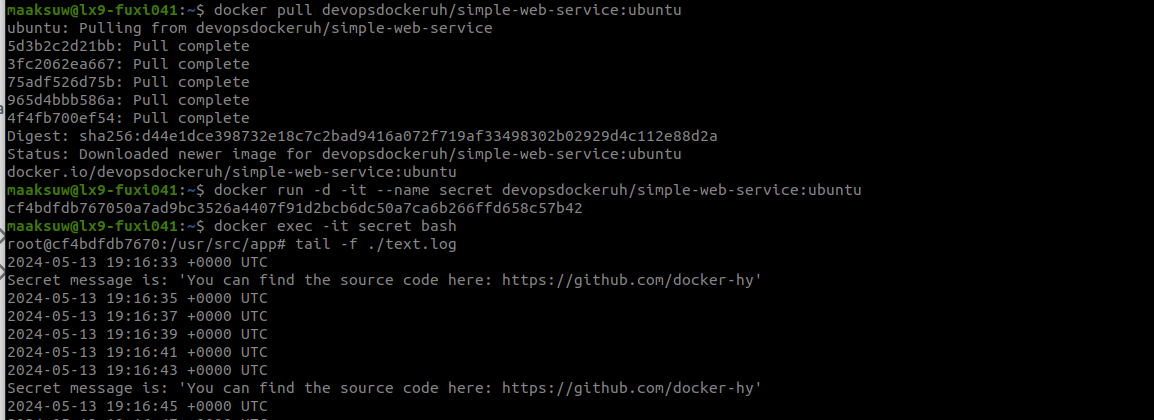 maaksuw@lx9-fuxi041:~$ docker pull devopsdockeruh/simple-web-service:ubuntu
ubuntu: Pulling from devopsdockeruh/simple-web-service
5d3b2c2d21bb: Pull complete
3fc2062ea667: Pull complete
75adf526d75b: Pull complete
965d4bbb586a: Pull complete
4f4fb700ef54: Pull complete
Digest: sha256:d44e1dce398732e18c7c2bad9416a072f719af33498302b02929d4c112e88d2a
Status: Downloaded newer image for devopsdockeruh/simple-web-service:ubuntu
docker.io/devopsdockeruh/simple-web-service:ubuntu
maaksuw@lx9-fuxi041:~$ docker run -d -it --name secret devopsdockeruh/simple-web-service:ubuntu
cf4bdfdb767050a7ad9bc3526a4407f91d2bcb6dc50a7ca6b266ffd658c57b42
maaksuw@lx9-fuxi041:~$ docker exec -it secret bash
root@cf4bdfdb7670:/usr/src/app# tail -f ./text.log
2024-05-13 19:16:33 +0000 UTC
Secret message is: 'You can find the source code here: https://github.com/docker-hy'
2024-05-13 19:16:35 +0000 UTC
2024-05-13 19:16:37 +0000 UTC
2024-05-13 19:16:39 +0000 UTC
2024-05-13 19:16:41 +0000 UTC
2024-05-13 19:16:43 +0000 UTC
Secret message is: 'You can find the source code here: https://github.com/docker-hy'
2024-05-13 19:16:45 +0000 UTC